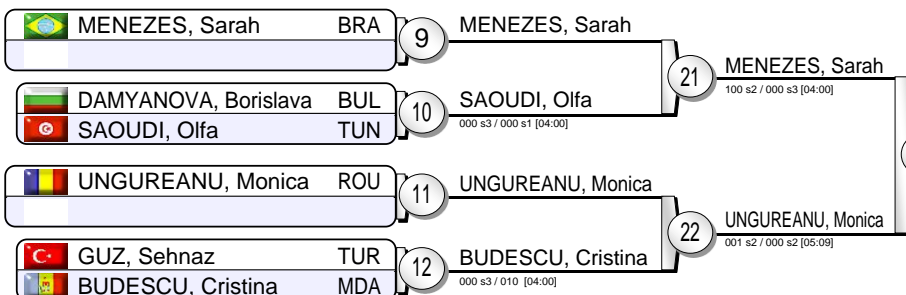 MENEZES, Sarah BRA
9
MENEZES, Sarah
DAMYANOVA, Borislava BUL
SAOUDI, Olfa TUN
10
SAOUDI, Olfa
000 s3 / 000 s1 [04:00]
21
MENEZES, Sarah
100 s2 / 000 s3 [04:00]
UNGUREANU, Monica ROU
11
UNGUREANU, Monica
GUZ, Sehnaz TUR
BUDESCU, Cristina MDA
12
BUDESCU, Cristina
000 s3 / 010 [04:00]
22
UNGUREANU, Monica
001 s2 / 000 s2 [05:09]